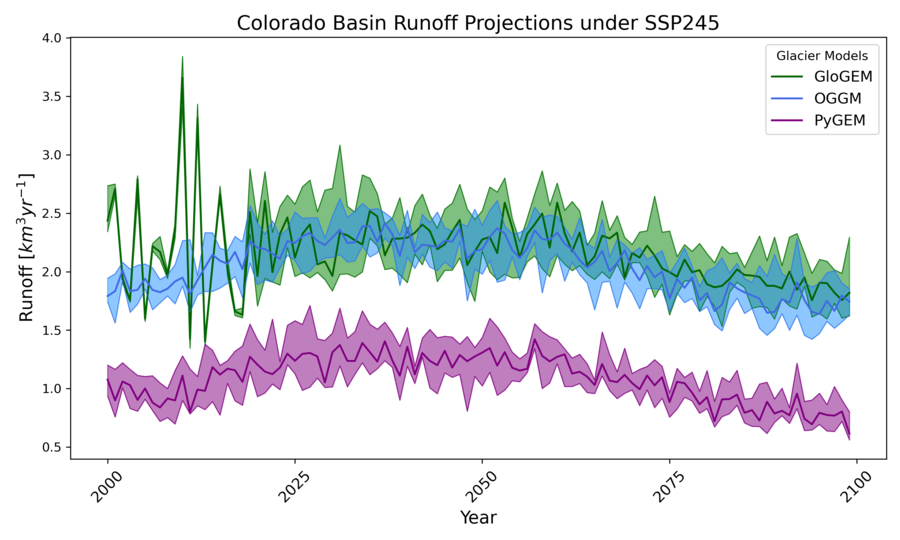 Colorado Basin Runoff Projections under SSP245
4.0
3.5
3.0
2.5
2.0
1.5
1.0
0.5
Runoff [km³yr⁻¹]
Glacier Models
GloGEM
OGGM
PyGEM
2000
2025
2050
2075
2100
Year